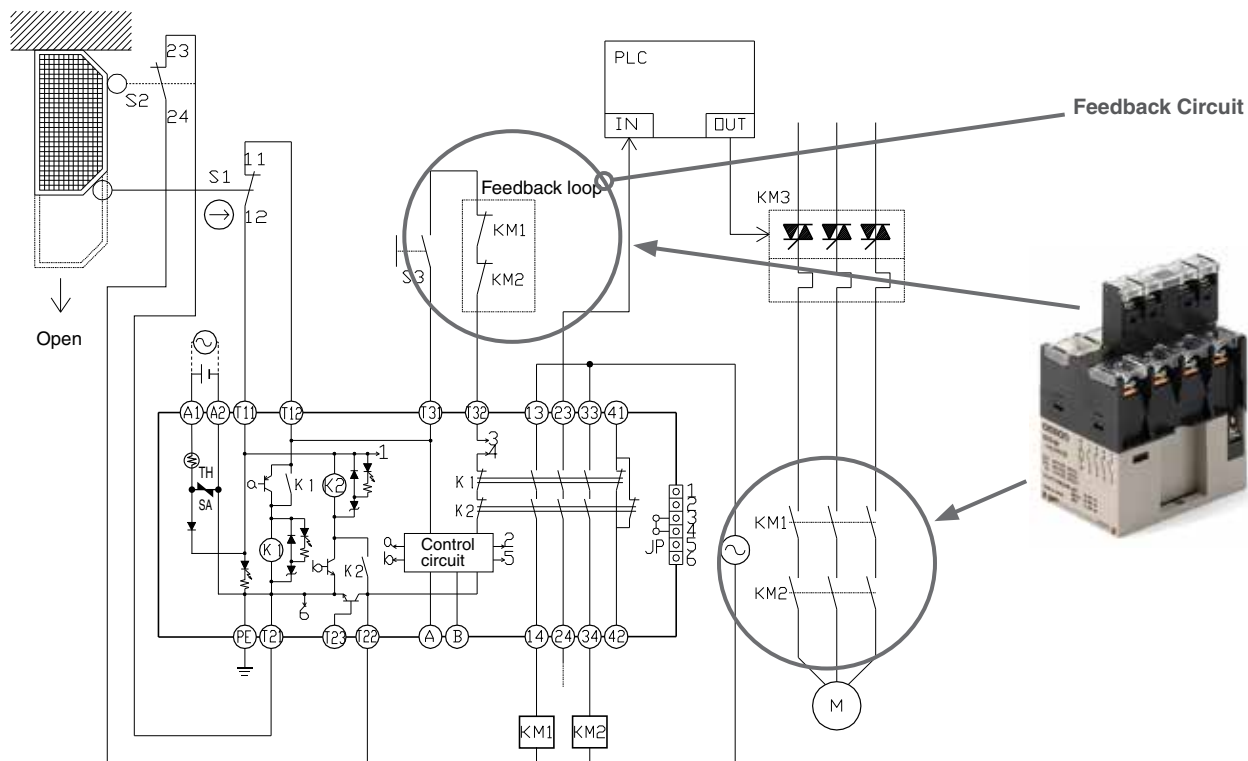 23
S2
24
Open
S1
11
12
PLC
IN
OUT
Feedback Circuit
Feedback loop
KM1
KM2
S3
KM3
A1
A2
T11
T12
T31
T32
13
23
33
41
TH
SA
a
K1
K1
K2
b
K2
1
3
4
K1
K2
a
b
Control
circuit
2
5
6
JP
1
2
3
4
5
6
PE
T21
T23
T22
A
B
14
24
34
42
KM1
KM2
KM1
KM2
M
OMRON